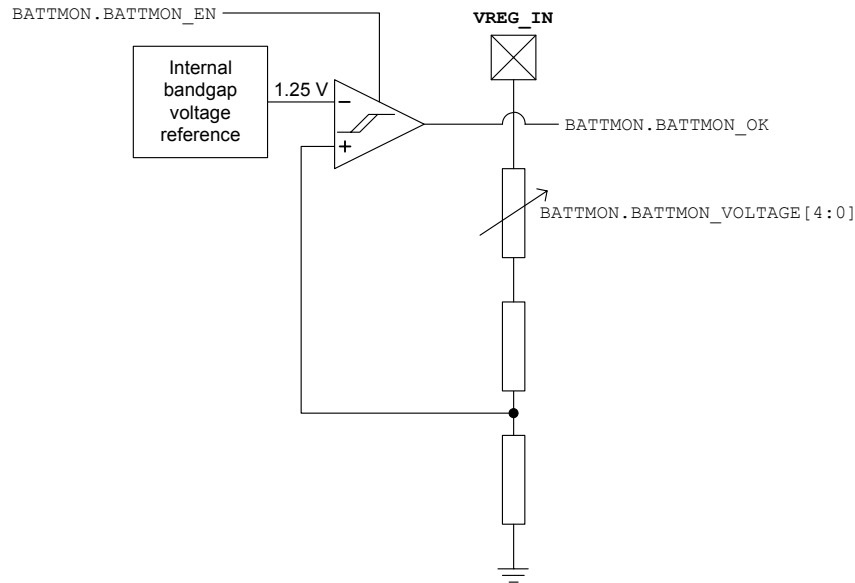 BATTMON.BATTMON_EN
VREG_IN
Internal
bandgap
voltage
reference
1.25 V
−
+
BATTMON.BATTMON_OK
BATTMON.BATTMON_VOLTAGE[4:0]